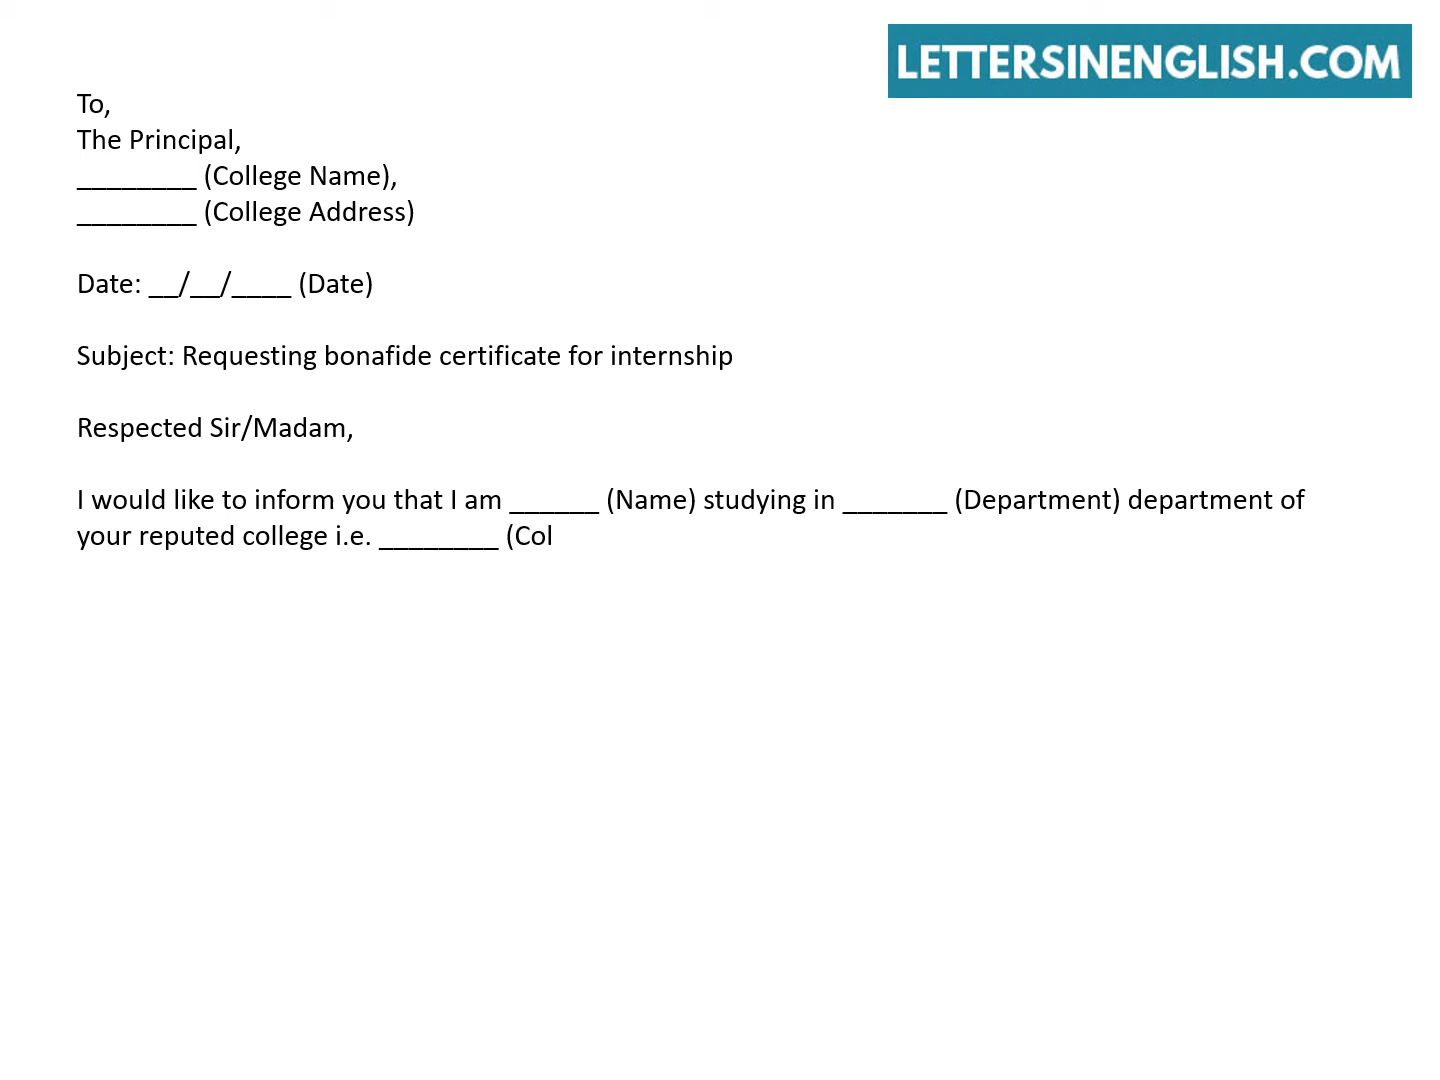 LETTERSINENGLISH.COM
To,
The Principal,
________ (College Name),
________ (College Address)
Date: __/__/____ (Date)
Subject: Requesting bonafide certificate for internship
Respected Sir/Madam,
I would like to inform you that I am ______ (Name) studying in _______ (Department) department of
your reputed college i.e. ________ (Col